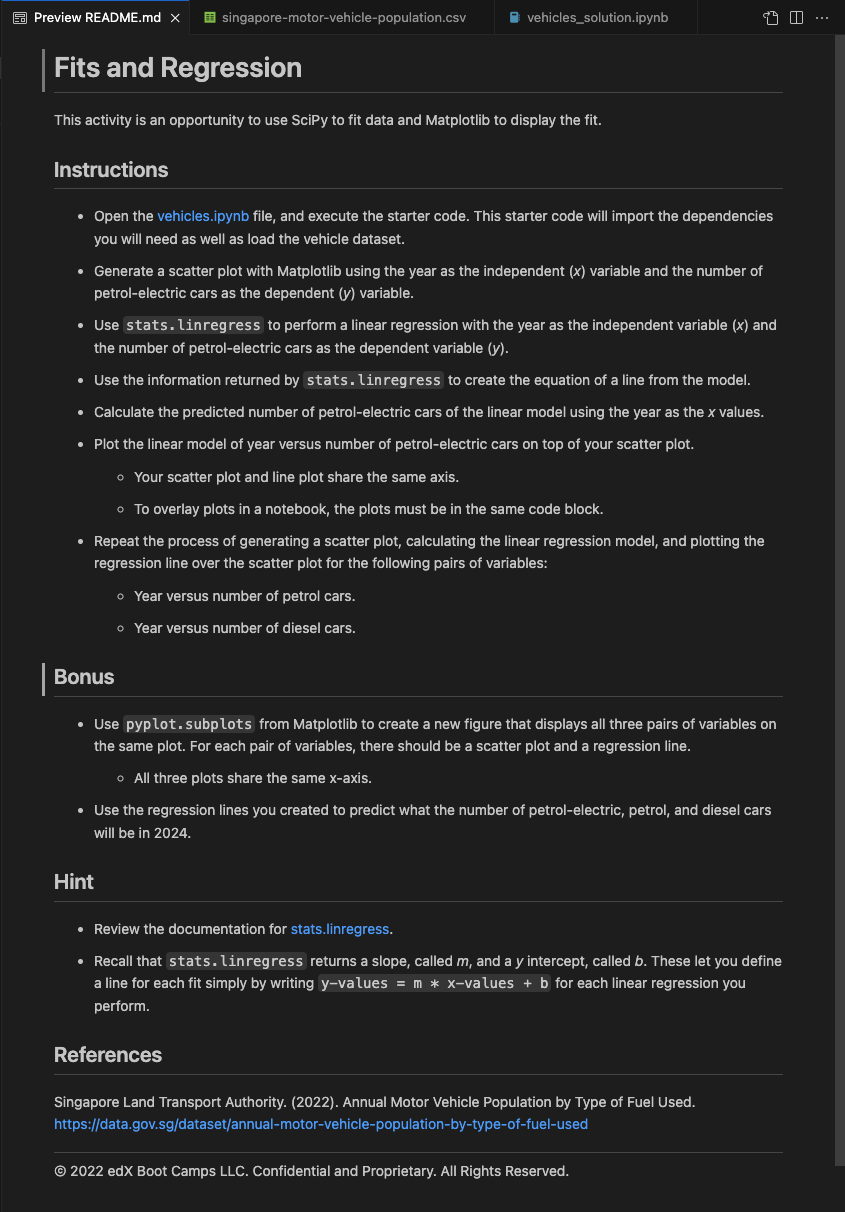 Preview README.md
singapore-motor-vehicle-population.csv
vehicles_solution.ipynb
Fits and Regression
This activity is an opportunity to use SciPy to fit data and Matplotlib to display the fit.
Instructions
Open the vehicles.ipynb file, and execute the starter code. This starter code will import the dependencies
you will need as well as load the vehicle dataset.
Generate a scatter plot with Matplotlib using the year as the independent (x) variable and the number of
petrol-electric cars as the dependent (y) variable.
Use stats.linregress to perform a linear regression with the year as the independent variable (x) and
the number of petrol-electric cars as the dependent variable (y).
Use the information returned by stats.linregress to create the equation of a line from the model.
Calculate the predicted number of petrol-electric cars of the linear model using the year as the x values.
Plot the linear model of year versus number of petrol-electric cars on top of your scatter plot.
Your scatter plot and line plot share the same axis.
To overlay plots in a notebook, the plots must be in the same code block.
Repeat the process of generating a scatter plot, calculating the linear regression model, and plotting the
regression line over the scatter plot for the following pairs of variables:
Year versus number of petrol cars.
Year versus number of diesel cars.
Bonus
Use pyplot.subplots from Matplotlib to create a new figure that displays all three pairs of variables on
the same plot. For each pair of variables, there should be a scatter plot and a regression line.
All three plots share the same x-axis.
Use the regression lines you created to predict what the number of petrol-electric, petrol, and diesel cars
will be in 2024.
Hint
Review the documentation for stats.linregress.
Recall that stats.linregress returns a slope, called m, and a y intercept, called b. These let you define
a line for each fit simply by writing y-values = m * x-values + b for each linear regression you
perform.
References
Singapore Land Transport Authority. (2022). Annual Motor Vehicle Population by Type of Fuel Used.
https://data.gov.sg/dataset/annual-motor-vehicle-population-by-type-of-fuel-used
© 2022 edX Boot Camps LLC. Confidential and Proprietary. All Rights Reserved.